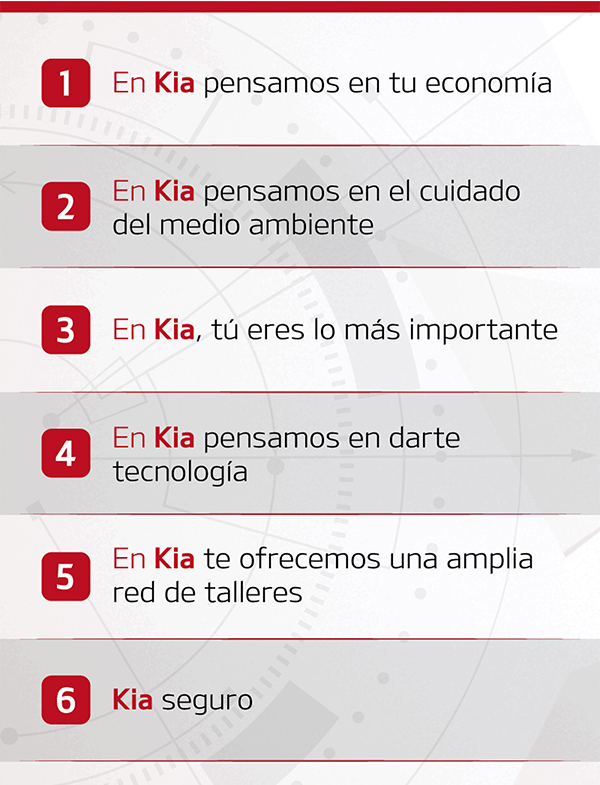 1
En Kia pensamos en tu economía
2
En Kia pensamos en el cuidado
del medio ambiente
3
En Kia, tú eres lo más importante
4
En Kia pensamos en darte
tecnología
5
En Kia te ofrecemos una amplia
red de talleres
6
Kia seguro